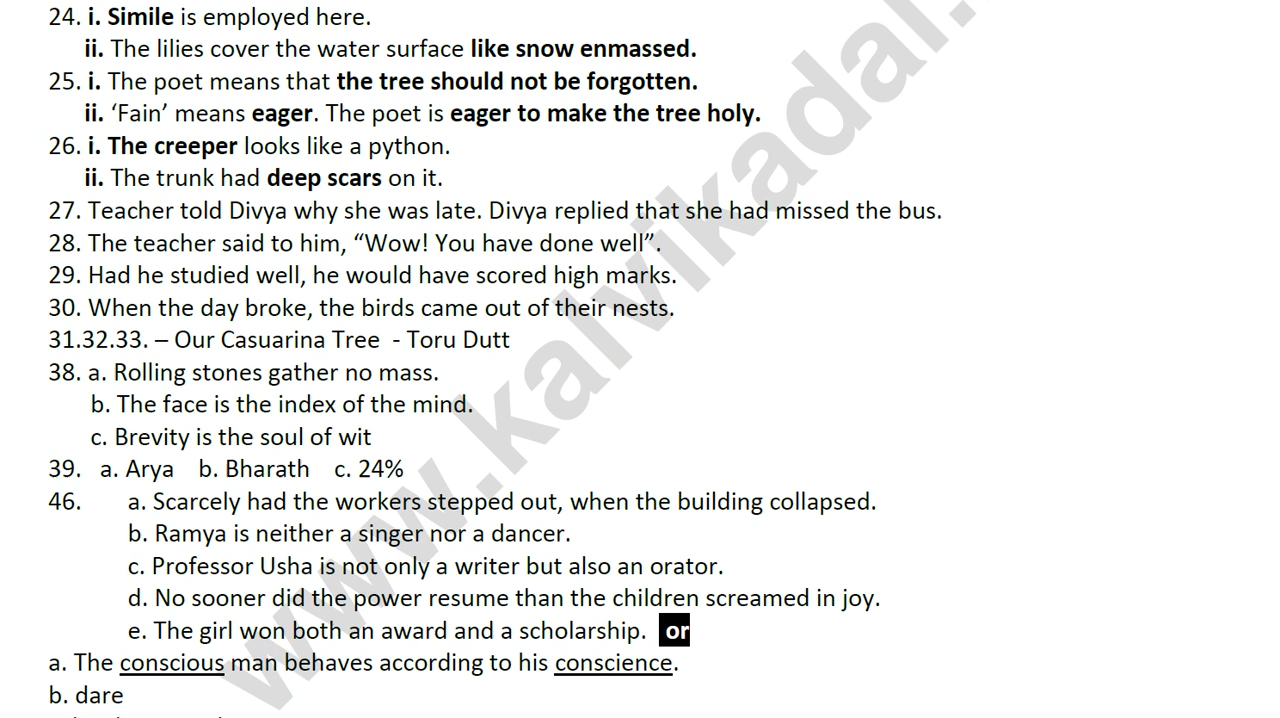 24. i. Simile is employed here.
ii. The lilies cover the water surface like snow enmassed.
25. i. The poet means that the tree should not be forgotten.
ii. ‘Fain’ means eager. The poet is eager to make the tree holy.
26. i. The creeper looks like a python.
ii. The trunk had deep scars on it.
27. Teacher told Divya why she was late. Divya replied that she had missed the bus.
28. The teacher said to him, “Wow! You have done well”.
29. Had he studied well, he would have scored high marks.
30. When the day broke, the birds came out of their nests.
31.32.33. – Our Casuarina Tree - Toru Dutt
38. a. Rolling stones gather no mass.
b. The face is the index of the mind.
c. Brevity is the soul of wit
39. a. Arya b. Bharath c. 24%
46. a. Scarcely had the workers stepped out, when the building collapsed.
b. Ramya is neither a singer nor a dancer.
c. Professor Usha is not only a writer but also an orator.
d. No sooner did the power resume than the children screamed in joy.
e. The girl won both an award and a scholarship. or
a. The conscious man behaves according to his conscience.
b. dare
www.kalvikadal.